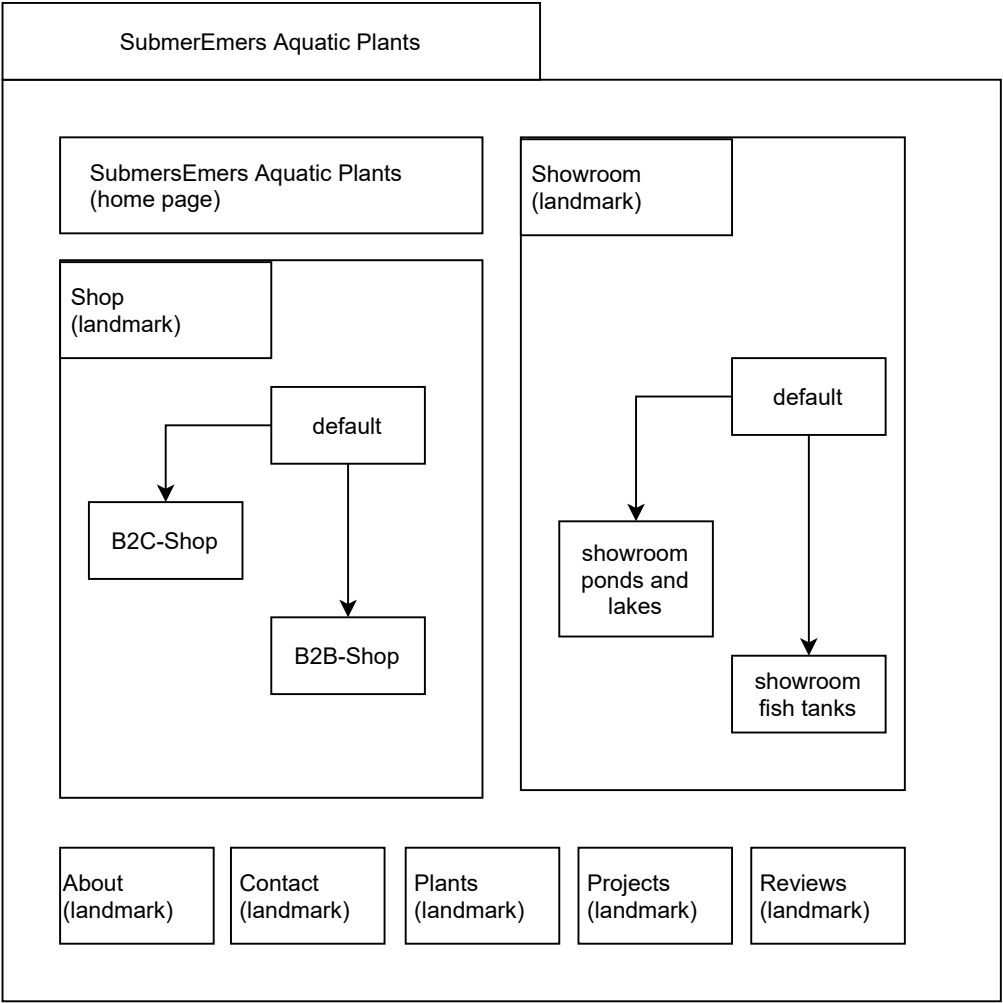 SubmerEmers Aquatic Plants
SubmersEmers Aquatic Plants
(home page)
Showroom
(landmark)
Shop
(landmark)
default
B2C-Shop
B2B-Shop
default
showroom
ponds and
lakes
showroom
fish tanks
About
(landmark)
Contact
(landmark)
Plants
(landmark)
Projects
(landmark)
Reviews
(landmark)